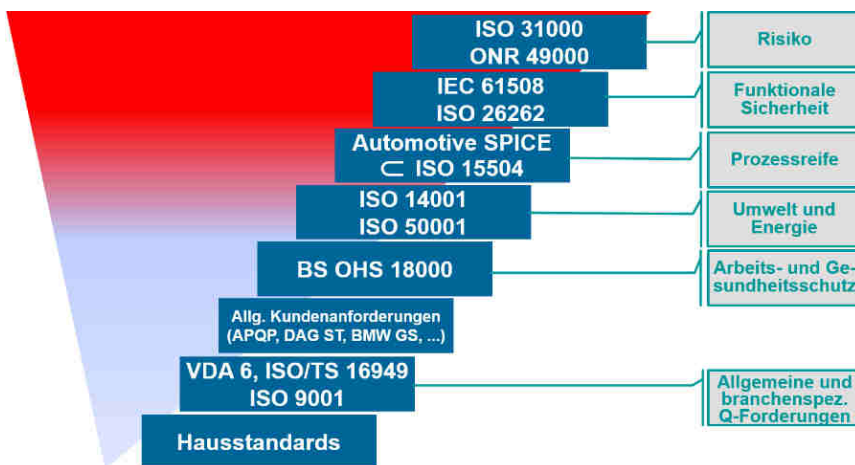 ISO 31000
ONR 49000
Risiko
IEC 61508
ISO 26262
Funktionale
Sicherheit
Automotive SPICE
⊂ ISO 15504
Prozessreife
ISO 14001
ISO 50001
Umwelt und
Energie
BS OHS 18000
Arbeits- und Ge-
sundheitsschutz
Allg. Kundenanforderungen
(APQP, DAG ST, BMW GS, ...)
VDA 6, ISO/TS 16949
ISO 9001
Allgemeine und
branchenspez.
Q-Forderungen
Hausstandards